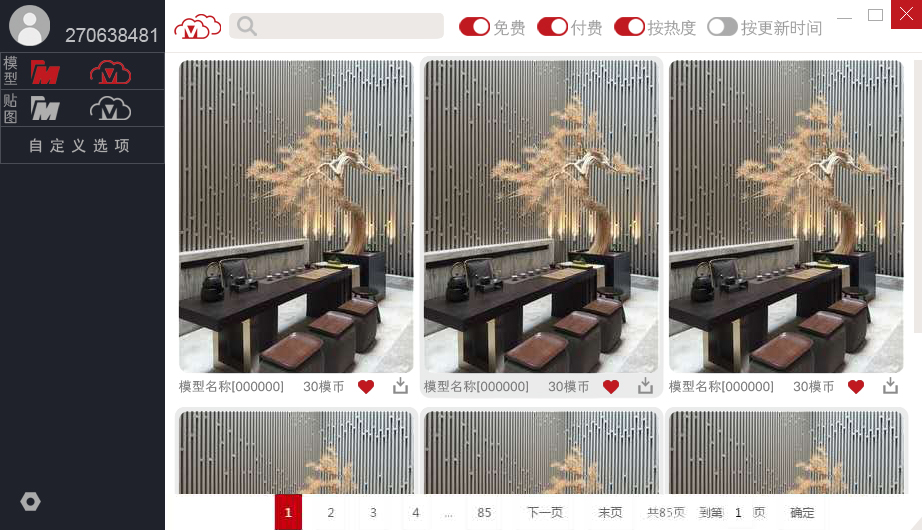 270638481
免费 付费 按热度 按更新时间
模型
贴图
自定义选项
模型名称[000000] 30模币
模型名称[000000] 30模币
模型名称[000000] 30模币
1 2 3 4 ... 85 下一页 末页 共85页 到第 1 页 确定